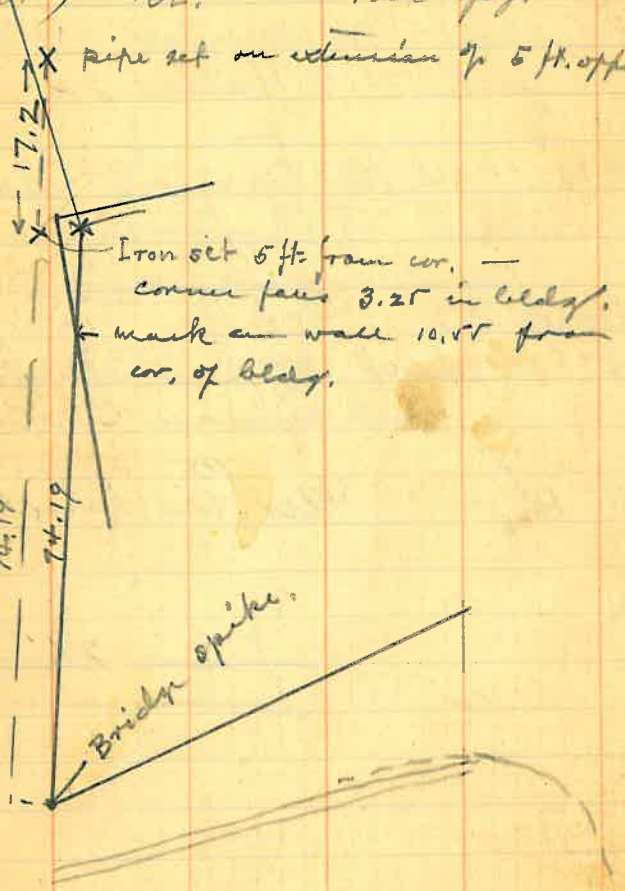 pipe set on extension of 5 ft. opp
17.2
Iron set 5 ft. from cor. —
corner falls 3.25 in bldg.
mark on wall 10.55 from
cor. of bldg.
74.19
74.19
Bridge spike.